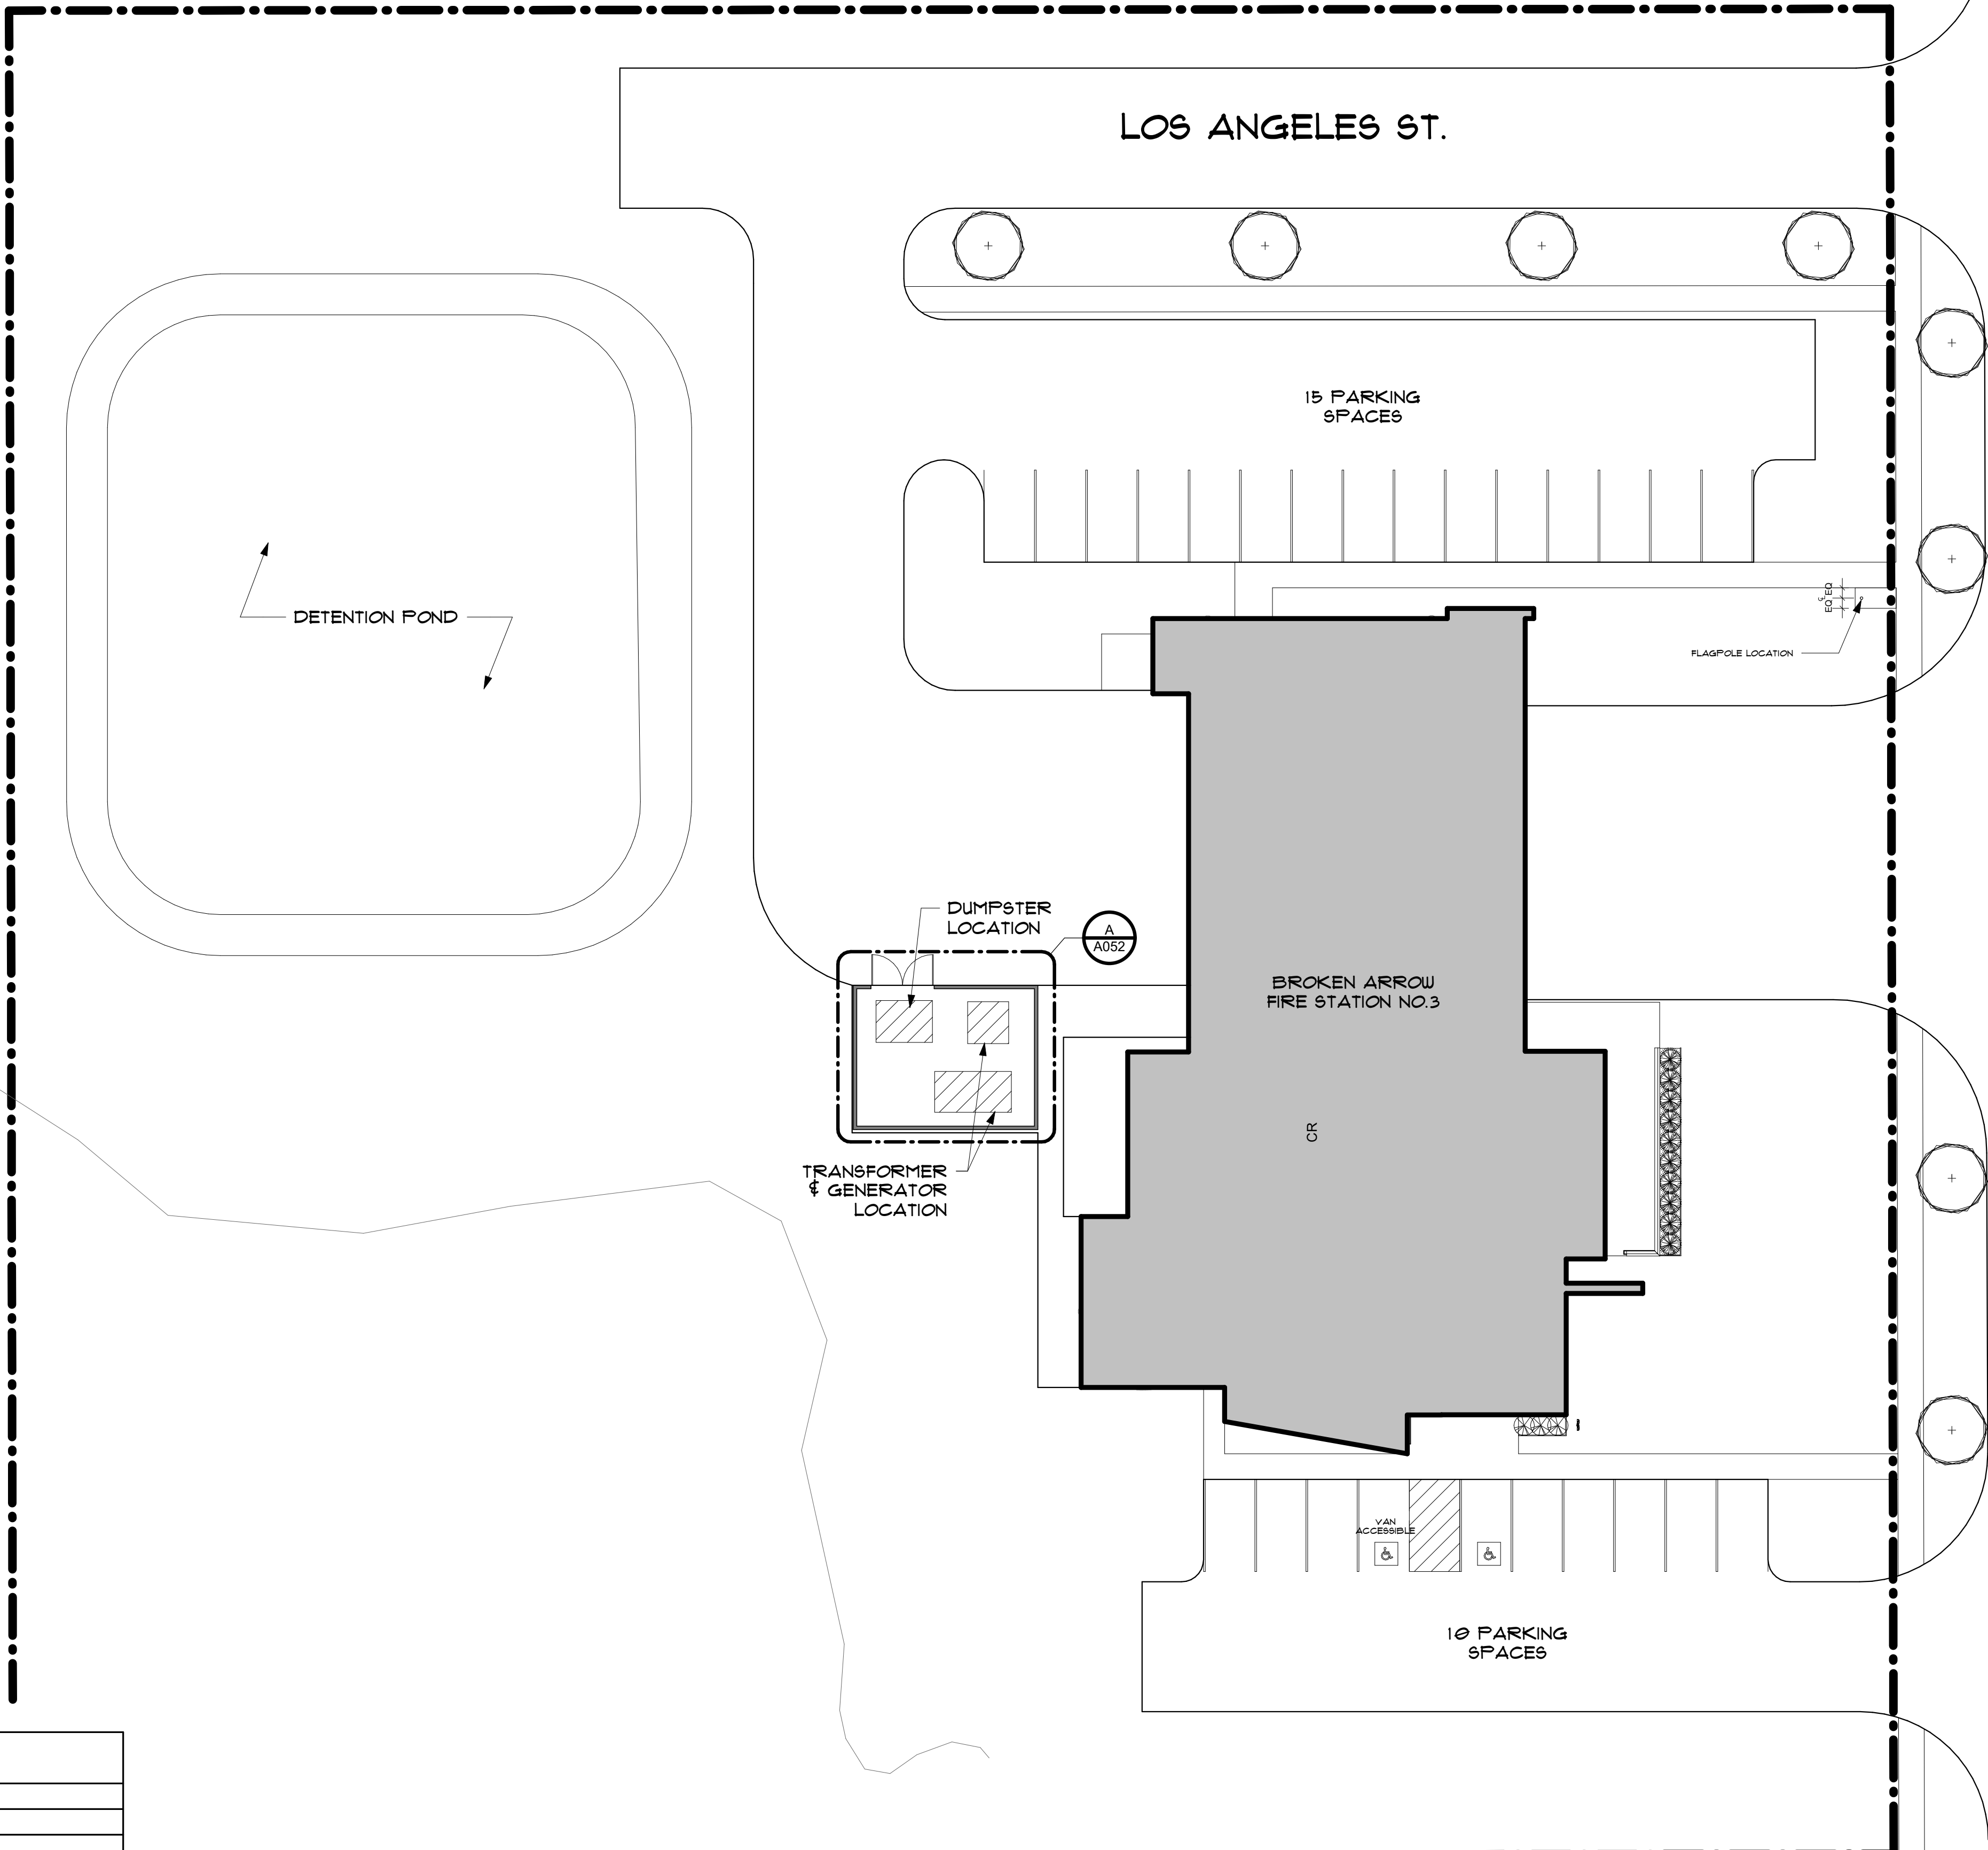 LOS ANGELES ST.
15 PARKING
SPACES
EQ EQ
℄
FLAGPOLE LOCATION
DETENTION POND
DUMPSTER
LOCATION
A
A052
BROKEN ARROW
FIRE STATION NO.3
CR
TRANSFORMER
& GENERATOR
LOCATION
VAN
ACCESSIBLE
10 PARKING
SPACES